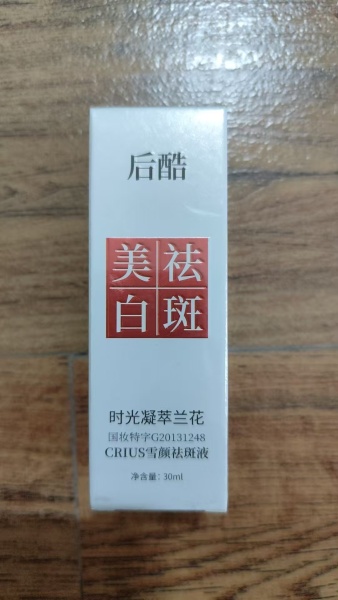 后酷
美祛
白斑
时光凝萃兰花
国妆特字G20131248
CRIUS雪颜祛斑液
净含量：30ml